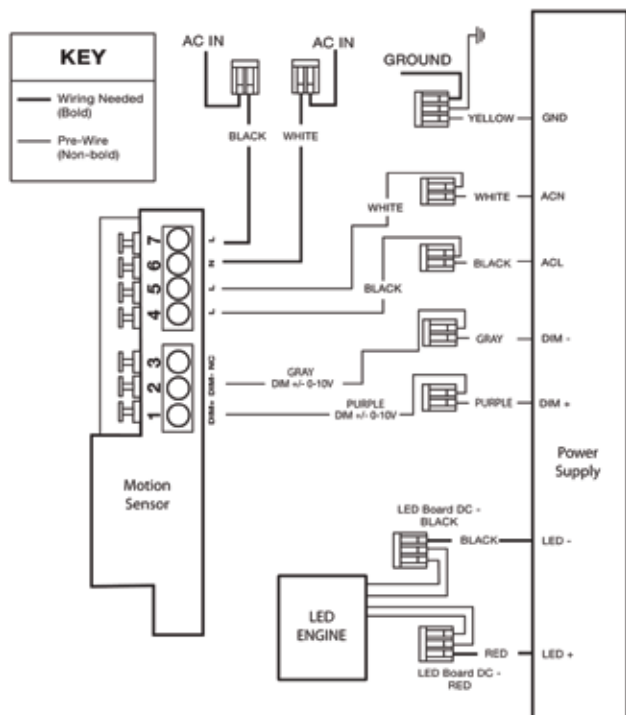 KEY
Wiring Needed
(Bold)
Pre-Wire
(Non-bold)
AC IN
AC IN
GROUND
BLACK
WHITE
YELLOW
GND
WHITE
WHITE
ACN
BLACK
BLACK
ACL
7
L
6
N
5
L
4
L
3
NC
2
DIM-
1
DIM+
GRAY
DIM +/- 0-10V
GRAY
DIM -
PURPLE
DIM +/- 0-10V
PURPLE
DIM +
Motion
Sensor
Power
Supply
LED Board DC -
BLACK
BLACK
LED -
LED
ENGINE
RED
LED +
LED Board DC -
RED